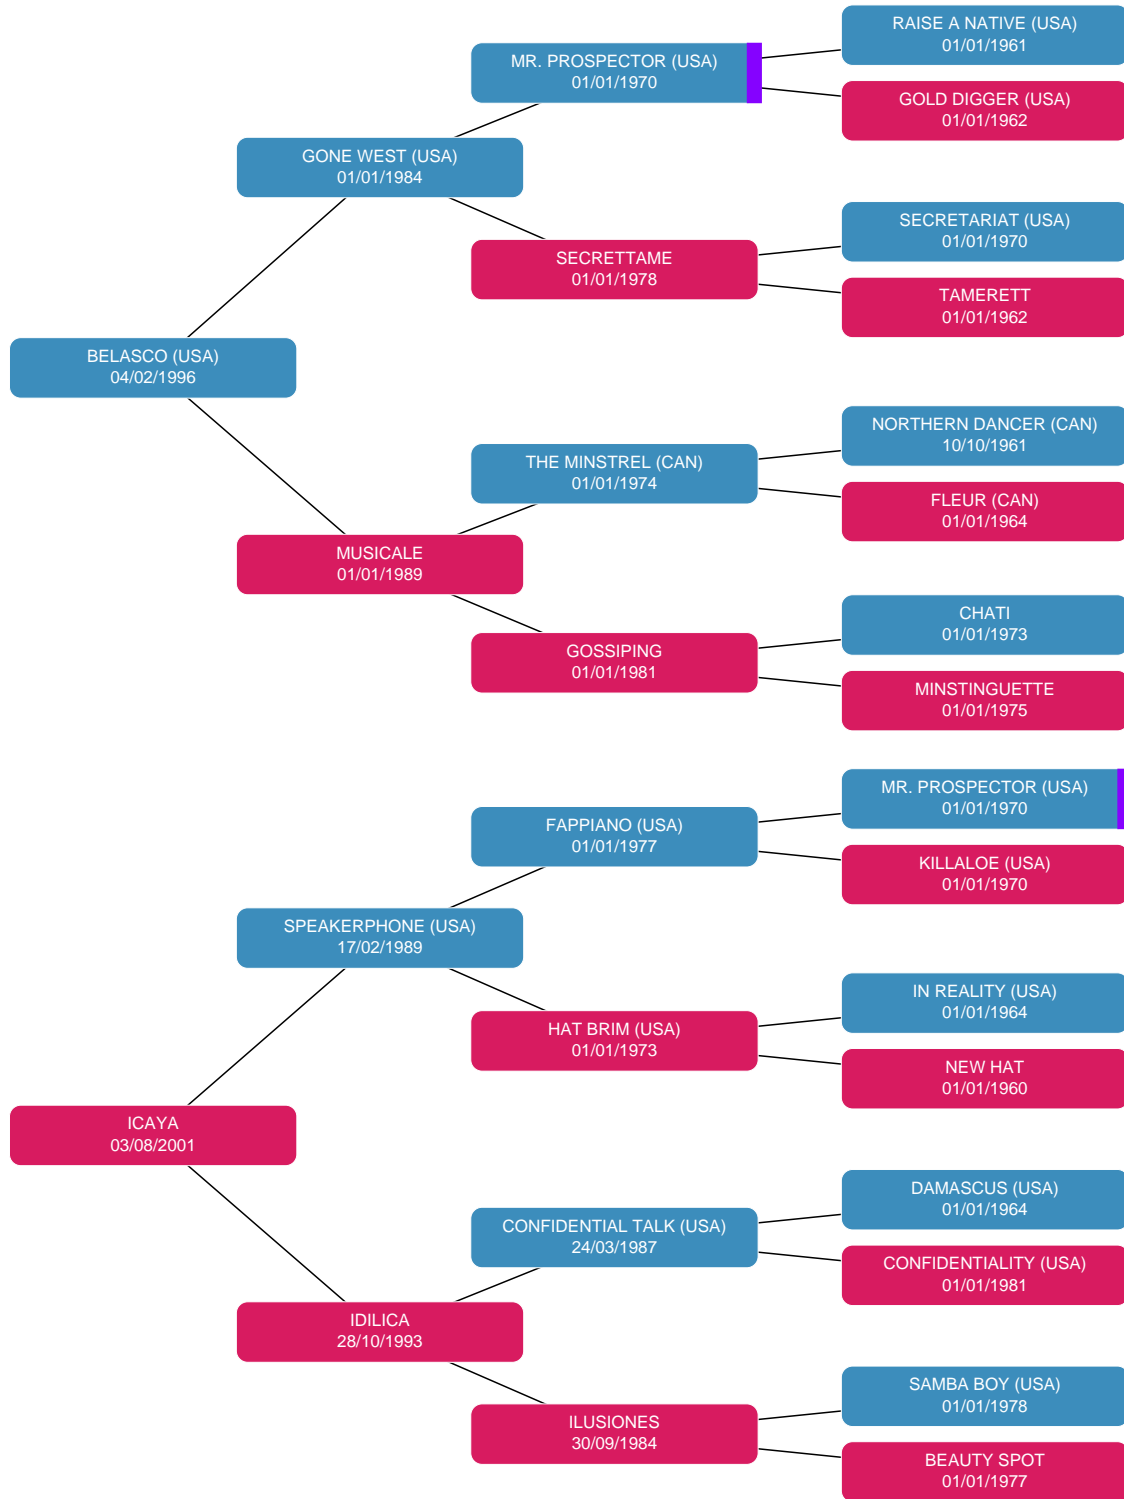 RAISE A NATIVE (USA)
01/01/1961
MR. PROSPECTOR (USA)
01/01/1970
GOLD DIGGER (USA)
01/01/1962
GONE WEST (USA)
01/01/1984
SECRETARIAT (USA)
01/01/1970
SECRETTAME
01/01/1978
TAMERETT
01/01/1962
BELASCO (USA)
04/02/1996
NORTHERN DANCER (CAN)
10/10/1961
THE MINSTREL (CAN)
01/01/1974
FLEUR (CAN)
01/01/1964
MUSICALE
01/01/1989
CHATI
01/01/1973
GOSSIPING
01/01/1981
MINSTINGUETTE
01/01/1975
MR. PROSPECTOR (USA)
01/01/1970
FAPPIANO (USA)
01/01/1977
KILLALOE (USA)
01/01/1970
SPEAKERPHONE (USA)
17/02/1989
IN REALITY (USA)
01/01/1964
HAT BRIM (USA)
01/01/1973
NEW HAT
01/01/1960
ICAYA
03/08/2001
DAMASCUS (USA)
01/01/1964
CONFIDENTIAL TALK (USA)
24/03/1987
CONFIDENTIALITY (USA)
01/01/1981
IDILICA
28/10/1993
SAMBA BOY (USA)
01/01/1978
ILUSIONES
30/09/1984
BEAUTY SPOT
01/01/1977